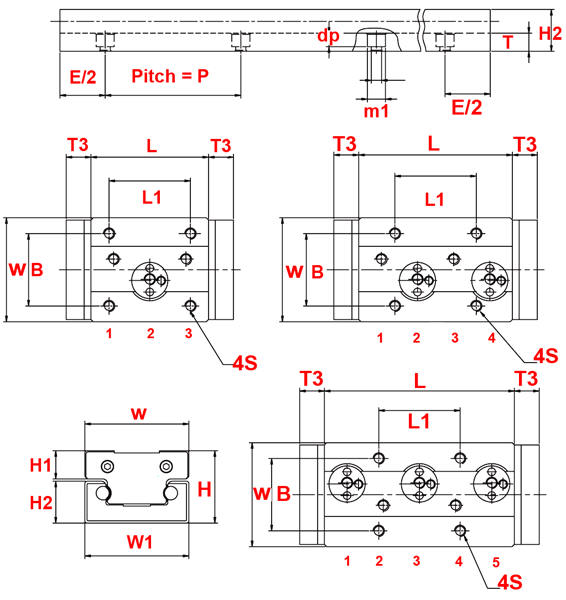 dp T H2
E/2 Pitch = P m1 E/2
T3 L T3
L1
W B
1 2 3
4S
T3 L T3
L1
W B
1 2 3 4
4S
w
H1
H2
H
W1
T3 L T3
L1
W B
1 2 3 4 5
4S